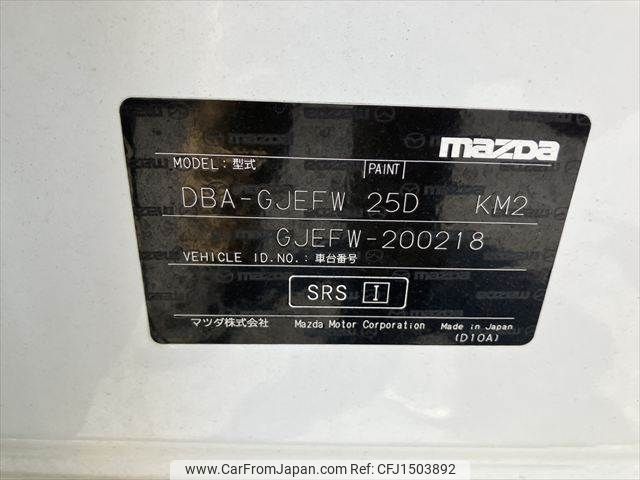 mazda
MODEL: 型式 PAINT
DBA-GJEFW 25D KM2
GJEFW-200218
VEHICLE ID.NO.: 車台番号
SRS I
マツダ株式会社 Mazda Motor Corporation Made in Japan
(D10A)
© www.CarFromJapan.com - CFJ1503892